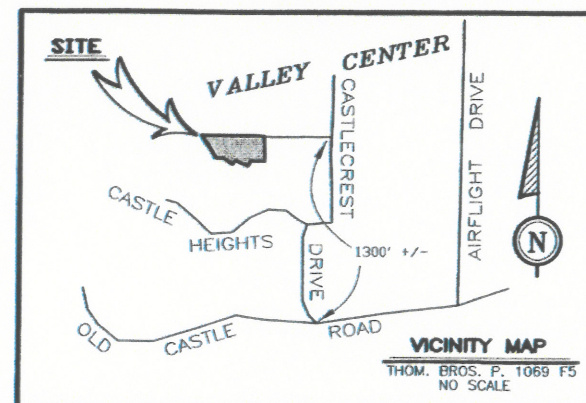 SITE
VALLEY CENTER
CASTLECREST
DRIVE
AIRFLIGHT DRIVE
CASTLE
HEIGHTS
1300' +/-
N
OLD CASTLE ROAD
VICINITY MAP
THOM. BROS. P. 1069 F5
NO SCALE